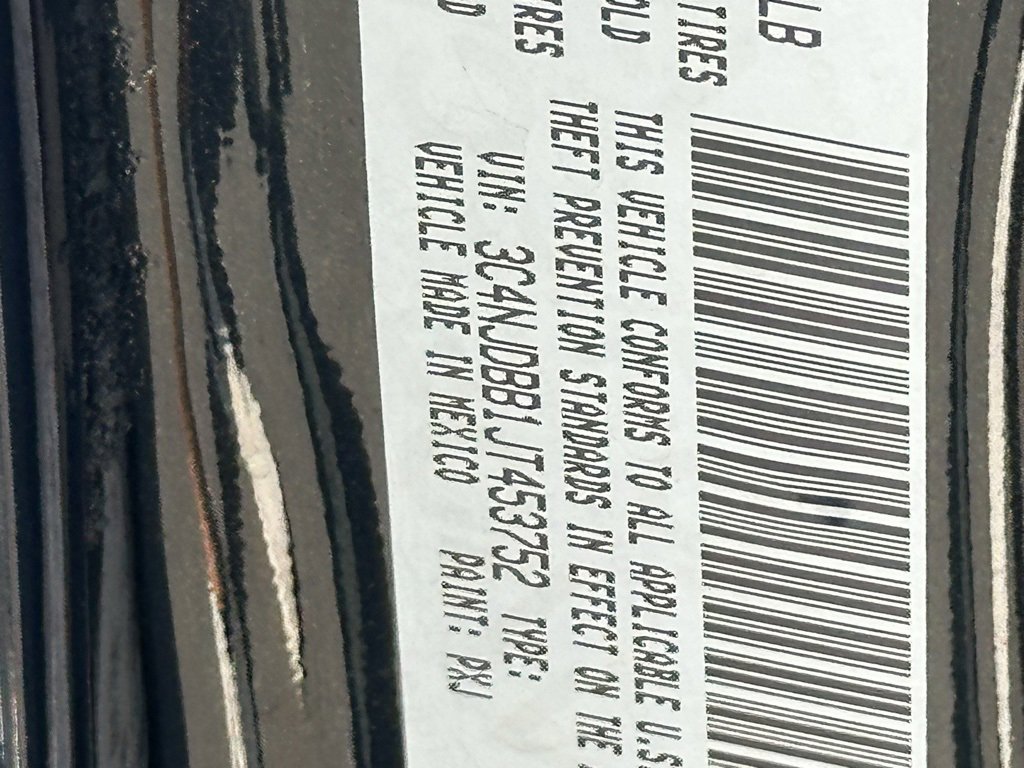 LB
TIRES
OLD
THIS VEHICLE CONFORMS TO ALL APPLICABLE U.S.
THEFT PREVENTION STANDARDS IN EFFECT ON THE
VIN: 3C4NJDBB1JT453752 TYPE:
VEHICLE MADE IN MEXICO PAINT: PXJ